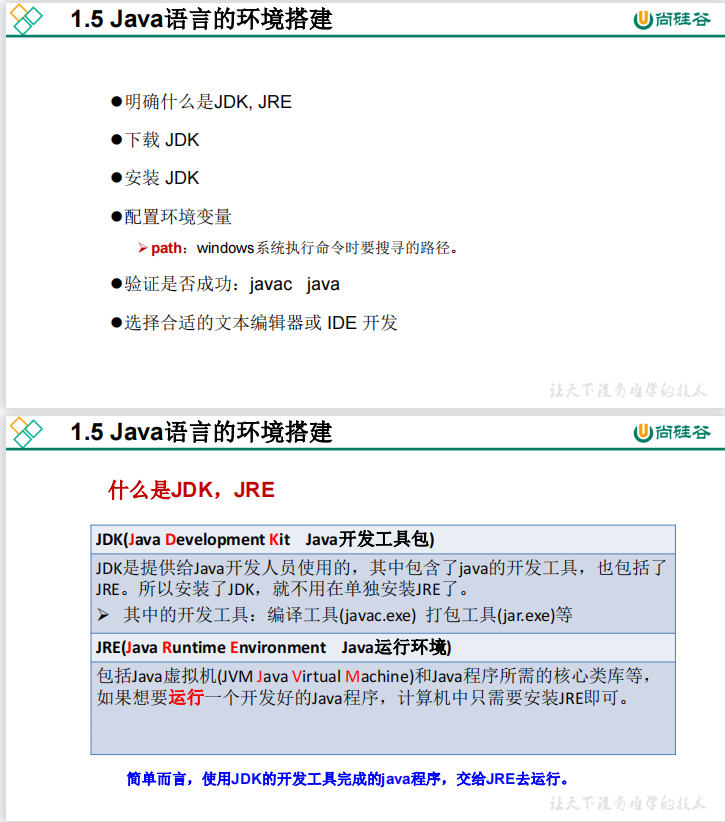 1.5 Java语言的环境搭建
尚硅谷
●明确什么是JDK, JRE
●下载 JDK
●安装 JDK
●配置环境变量
➢path：windows系统执行命令时要搜寻的路径。
●验证是否成功：javac java
●选择合适的文本编辑器或 IDE 开发
让天下没有难学的技术
1.5 Java语言的环境搭建
尚硅谷
什么是JDK，JRE
JDK(Java Development Kit Java开发工具包)
JDK是提供给Java开发人员使用的，其中包含了java的开发工具，也包括了
JRE。所以安装了JDK，就不用在单独安装JRE了。
➢ 其中的开发工具：编译工具(javac.exe) 打包工具(jar.exe)等
JRE(Java Runtime Environment Java运行环境)
包括Java虚拟机(JVM Java Virtual Machine)和Java程序所需的核心类库等，
如果想要运行一个开发好的Java程序，计算机中只需要安装JRE即可。
简单而言，使用JDK的开发工具完成的java程序，交给JRE去运行。
让天下没有难学的技术